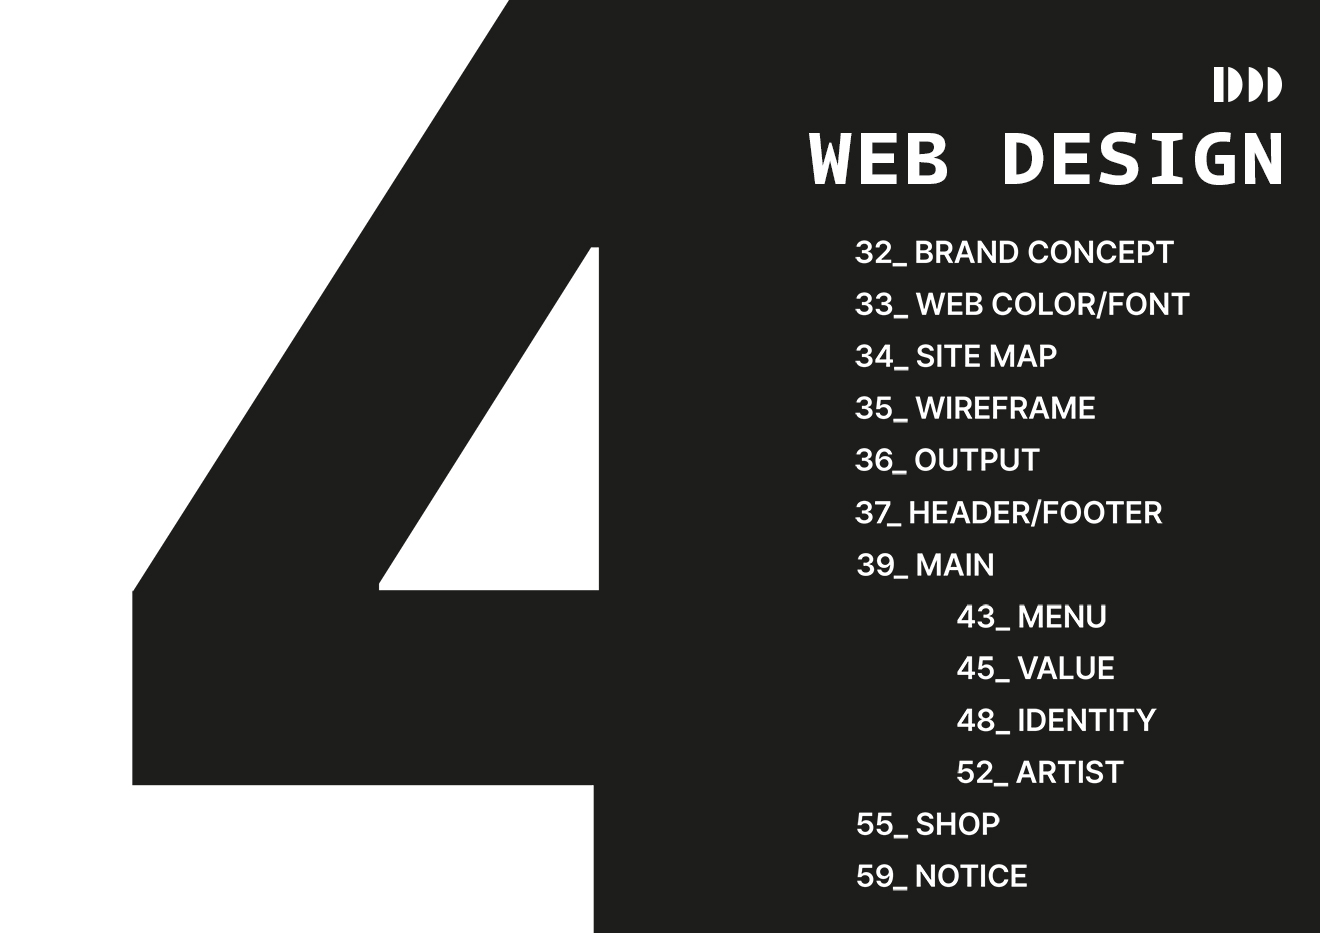 4
WEB DESIGN
32_ BRAND CONCEPT
33_ WEB COLOR/FONT
34_ SITE MAP
35_ WIREFRAME
36_ OUTPUT
37_ HEADER/FOOTER
39_ MAIN
43_ MENU
45_ VALUE
48_ IDENTITY
52_ ARTIST
55_ SHOP
59_ NOTICE